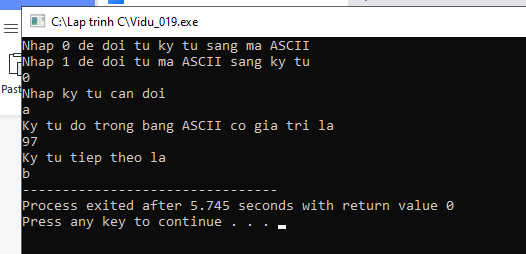 C:\Lap trinh C\Vidu_019.exe
Nhap 0 de doi tu ky tu sang ma ASCII
Nhap 1 de doi tu ma ASCII sang ky tu
0
Past
Nhap ky tu can doi
a
Ky tu do trong bang ASCII co gia tri la
97
Ky tu tiep theo la
b
--------------------------------
Process exited after 5.745 seconds with return value 0
Press any key to continue . . .